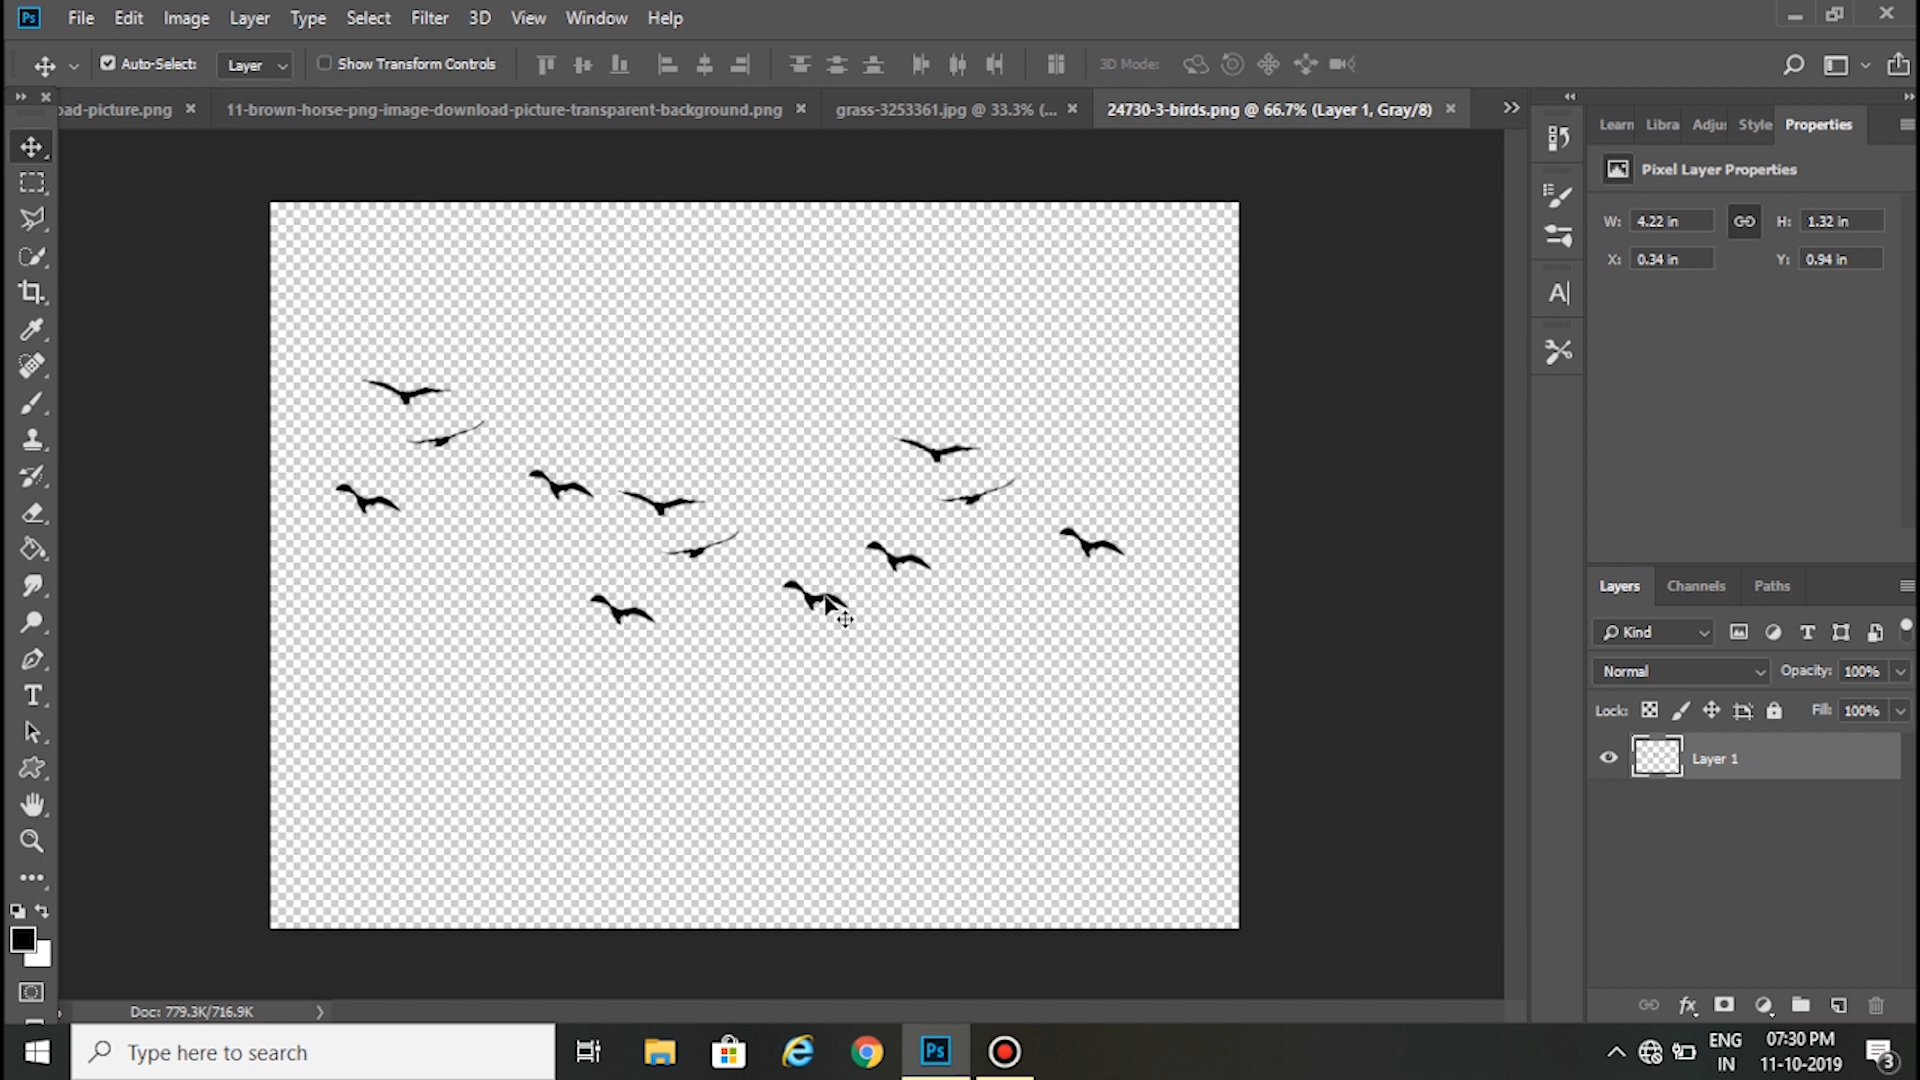 Ps File Edit Image Layer Type Select Filter 3D View Window Help
Auto-Select: Layer Show Transform Controls 3D Mode:
oad-picture.png × 11-brown-horse-png-image-download-picture-transparent-background.png × grass-3253361.jpg @ 33.3% (... × 24730-3-birds.png @ 66.7% (Layer 1, Gray/8) ×
Learn Libra Adju Style Properties
Pixel Layer Properties
W: 4.22 in H: 1.32 in
X: 0.34 in Y: 0.94 in
Layers Channels Paths
Kind
Normal Opacity: 100%
Lock: Fill: 100%
Layer 1
Doc: 779.3K/716.9K
Type here to search
Ps
ENG
IN
07:30 PM
11-10-2019
3